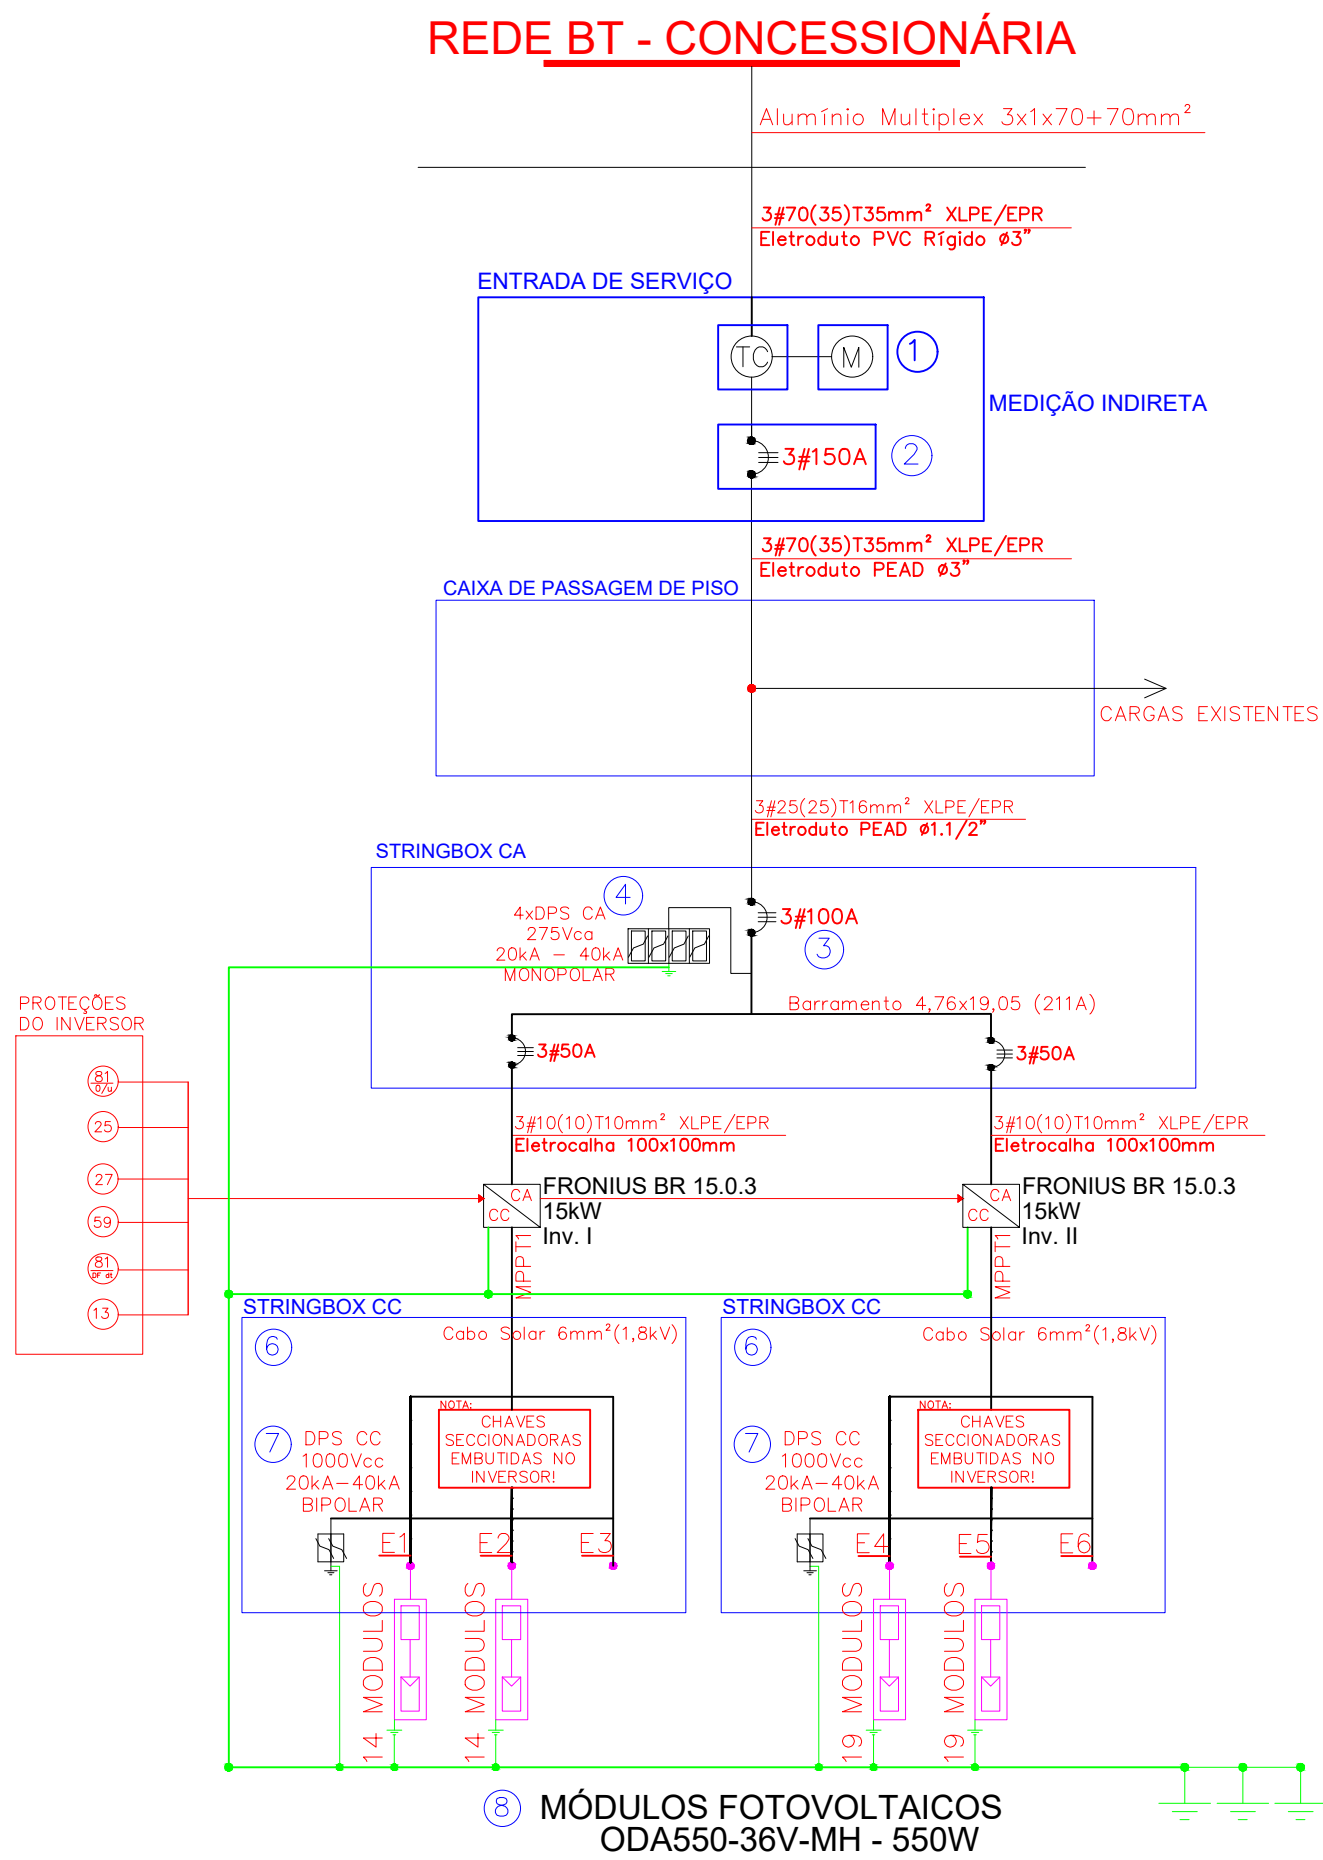 REDE BT - CONCESSIONÁRIA
Alumínio Multiplex 3x1x70+70mm²
3#70(35)T35mm² XLPE/EPR
Eletroduto PVC Rígido ø3"
ENTRADA DE SERVIÇO
TC
M
1
MEDIÇÃO INDIRETA
3#150A
2
3#70(35)T35mm² XLPE/EPR
Eletroduto PEAD ø3"
CAIXA DE PASSAGEM DE PISO
CARGAS EXISTENTES
3#25(25)T16mm² XLPE/EPR
Eletroduto PEAD ø1.1/2"
STRINGBOX CA
4
4xDPS CA
275Vca
20kA - 40kA
MONOPOLAR
3#100A
3
Barramento 4,76x19,05 (211A)
3#50A
3#50A
PROTEÇÕES
DO INVERSOR
81
O/U
25
27
59
81
DF dt
13
3#10(10)T10mm² XLPE/EPR
Eletrocalha 100x100mm
3#10(10)T10mm² XLPE/EPR
Eletrocalha 100x100mm
CA
CC
FRONIUS BR 15.0.3
15kW
Inv. I
MPPT1
CA
CC
FRONIUS BR 15.0.3
15kW
Inv. II
MPPT1
STRINGBOX CC
6
Cabo Solar 6mm²(1,8kV)
NOTA:
CHAVES
SECCIONADORAS
EMBUTIDAS NO
INVERSOR!
7
DPS CC
1000Vcc
20kA-40kA
BIPOLAR
E1
E2
E3
14 MODULOS
14 MODULOS
STRINGBOX CC
6
Cabo Solar 6mm²(1,8kV)
NOTA:
CHAVES
SECCIONADORAS
EMBUTIDAS NO
INVERSOR!
7
DPS CC
1000Vcc
20kA-40kA
BIPOLAR
E4
E5
E6
19 MODULOS
19 MODULOS
8
MÓDULOS FOTOVOLTAICOS
ODA550-36V-MH - 550W